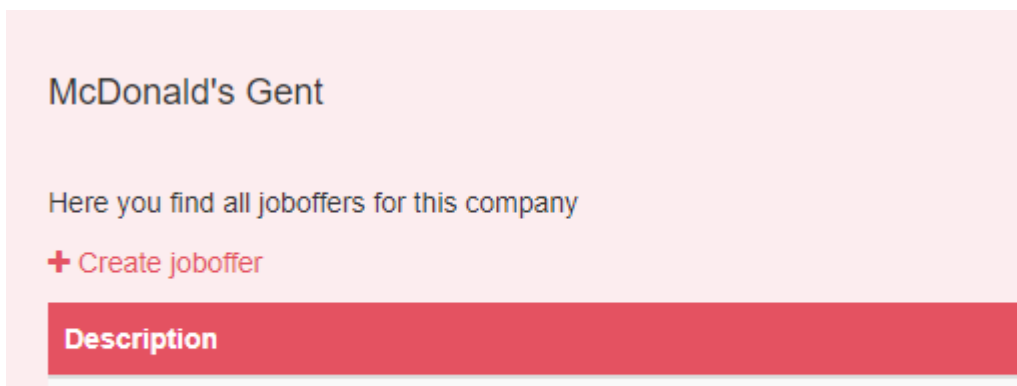 McDonald's Gent
Here you find all joboffers for this company
+ Create joboffer
Description